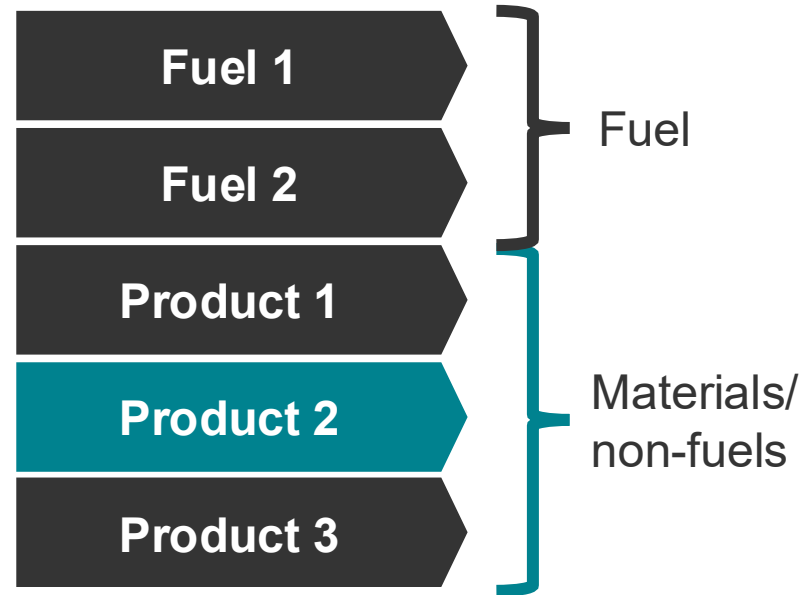 Fuel 1
Fuel 2
Fuel
Product 1
Product 2
Product 3
Materials/
non-fuels